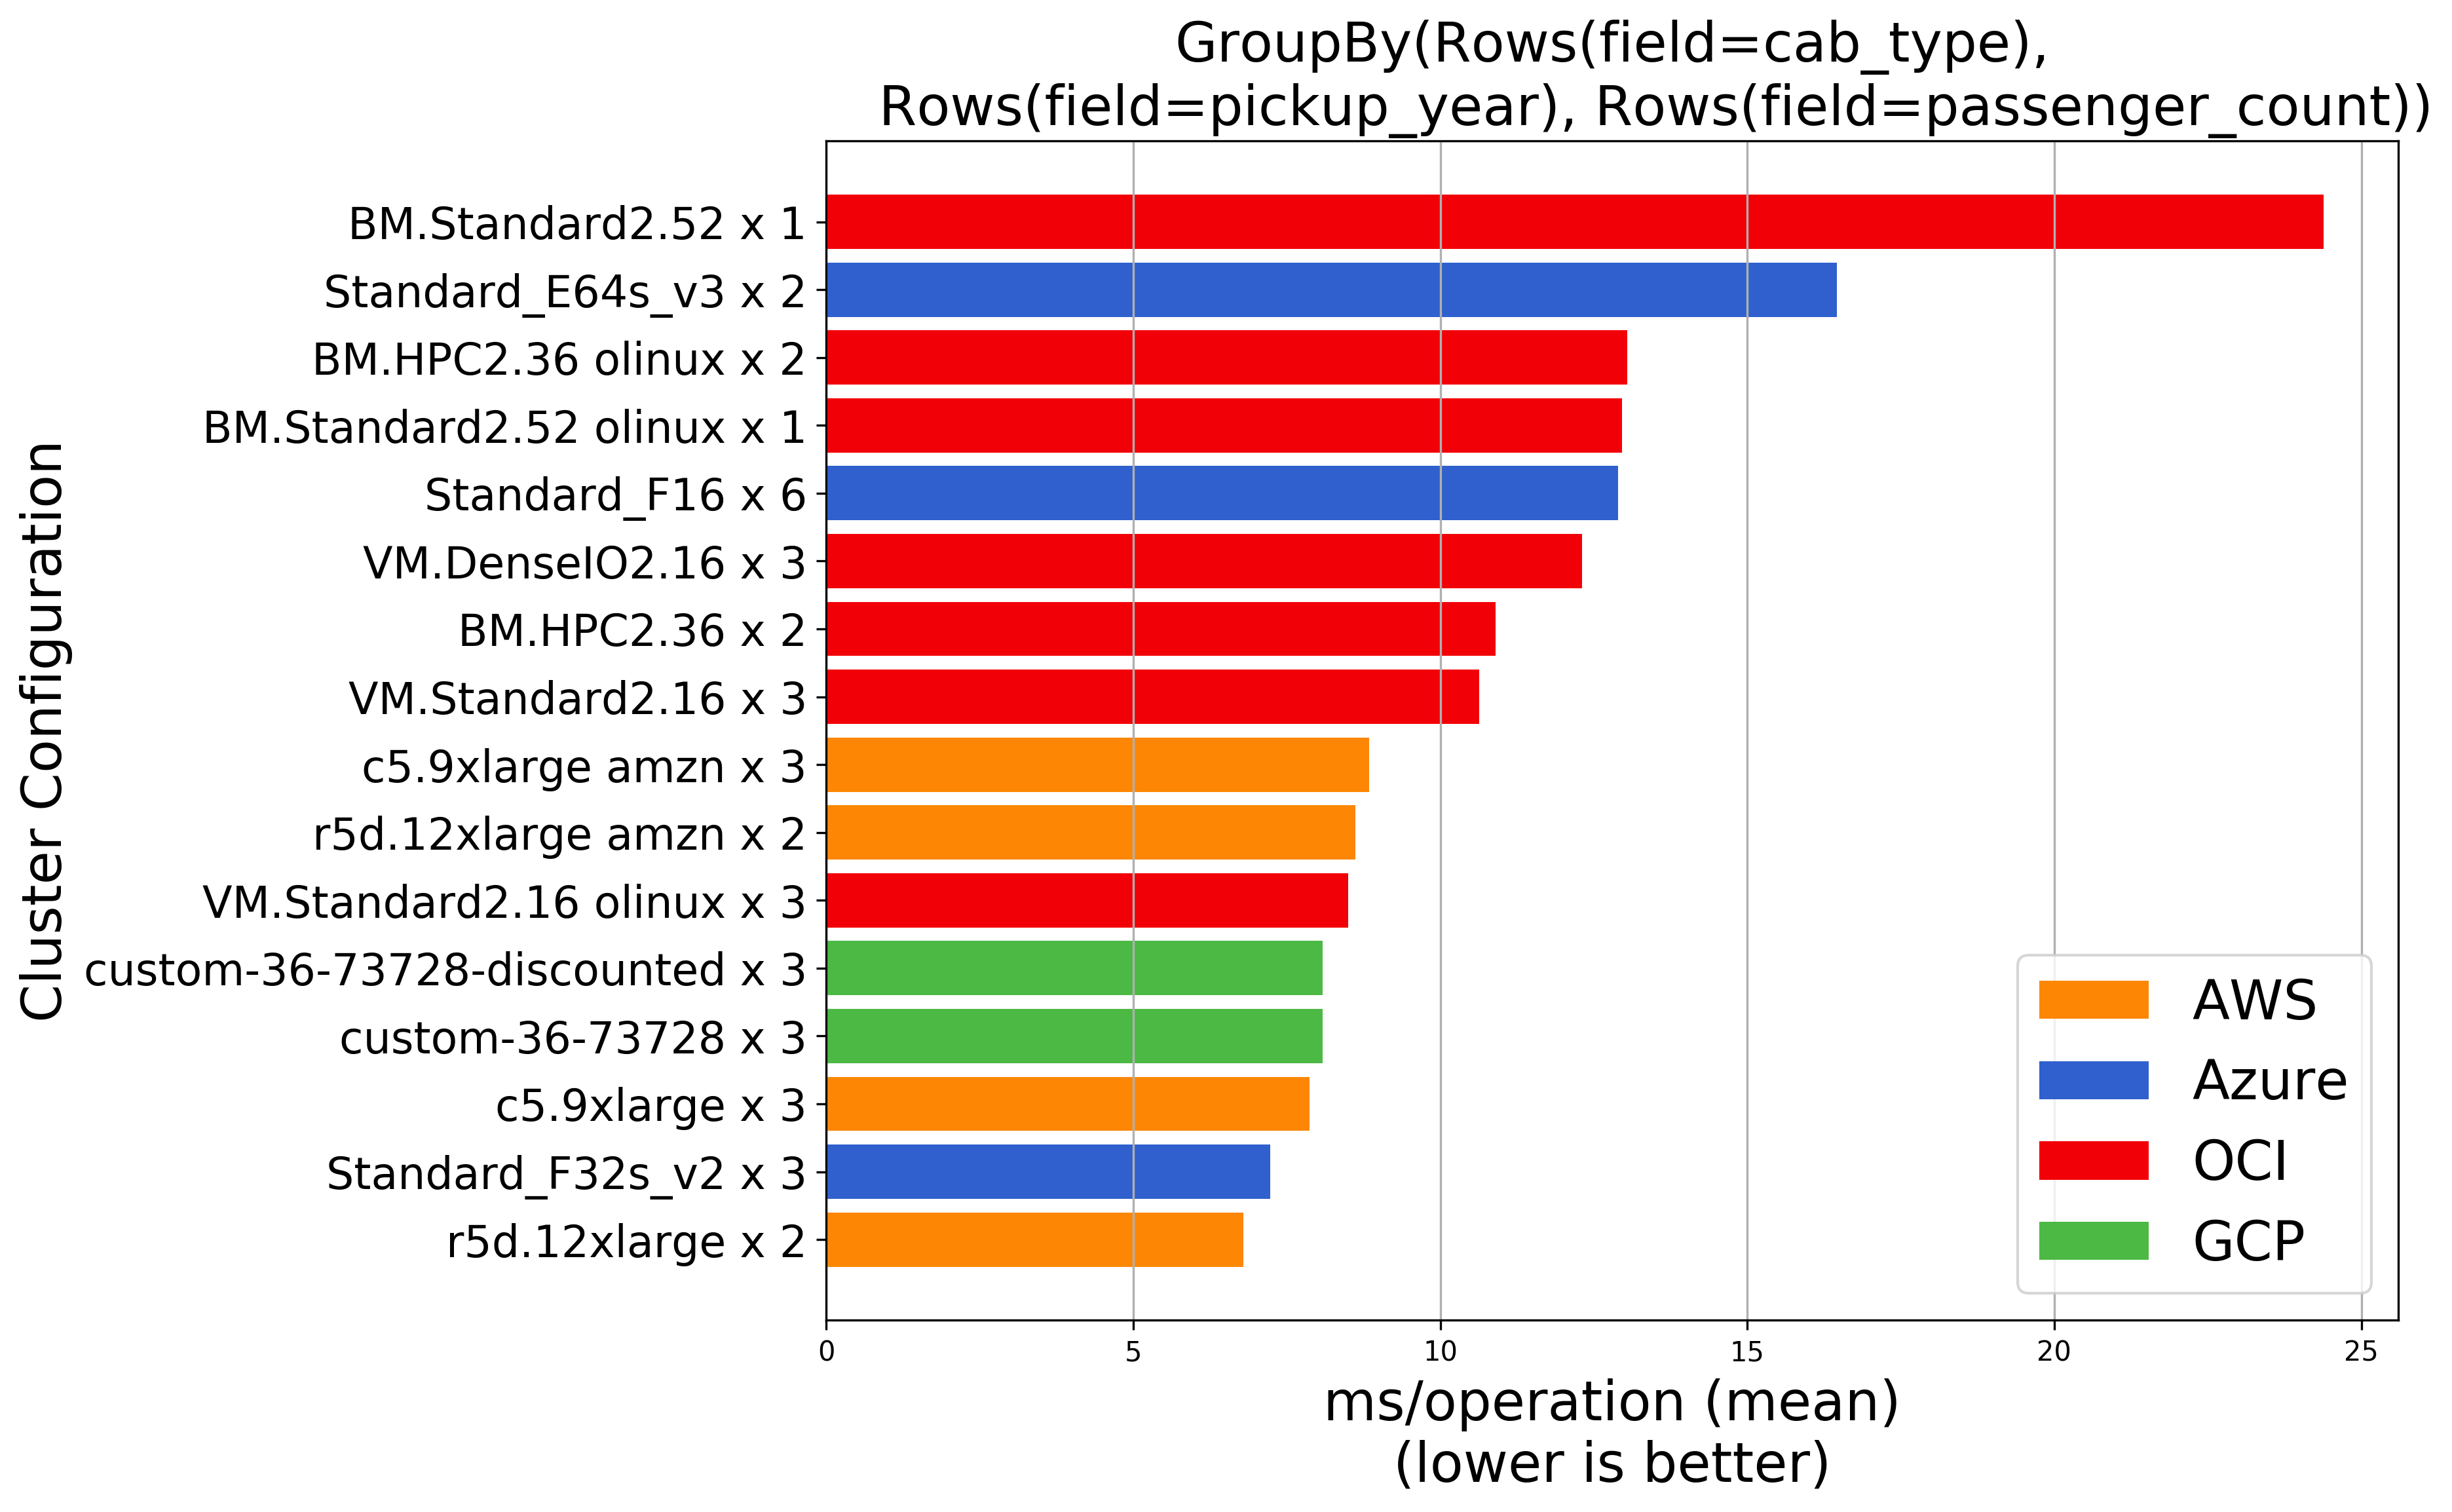 GroupBy(Rows(field=cab_type),
Rows(field=pickup_year), Rows(field=passenger_count))
Cluster Configuration
BM.Standard2.52 x 1
Standard_E64s_v3 x 2
BM.HPC2.36 olinux x 2
BM.Standard2.52 olinux x 1
Standard_F16 x 6
VM.DenseIO2.16 x 3
BM.HPC2.36 x 2
VM.Standard2.16 x 3
c5.9xlarge amzn x 3
r5d.12xlarge amzn x 2
VM.Standard2.16 olinux x 3
custom-36-73728-discounted x 3
custom-36-73728 x 3
c5.9xlarge x 3
Standard_F32s_v2 x 3
r5d.12xlarge x 2
AWS
Azure
OCI
GCP
0 5 10 15 20 25
ms/operation (mean)
(lower is better)